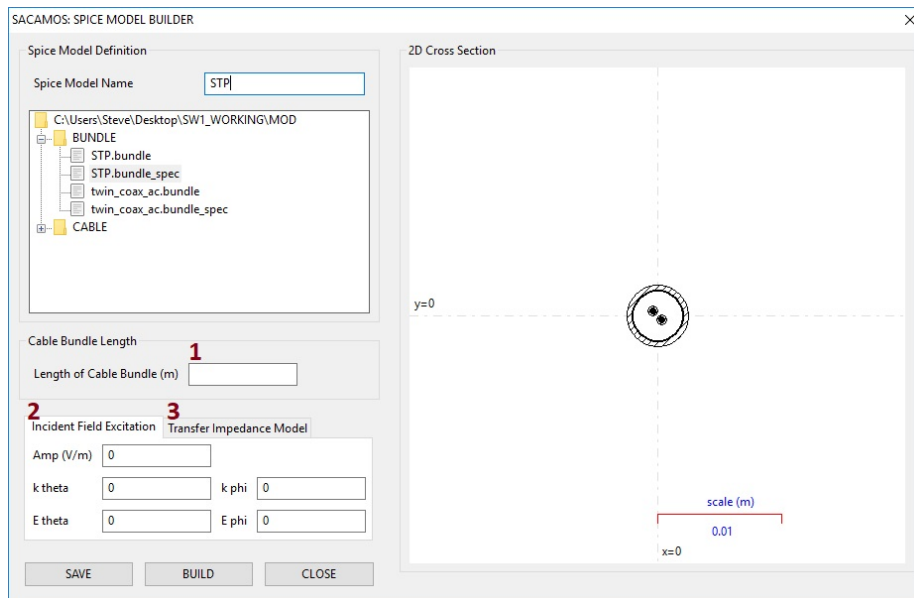 SACAMOS: SPICE MODEL BUILDER
Spice Model Definition
Spice Model Name STP
C:\Users\Steve\Desktop\SW1_WORKING\MOD
BUNDLE
STP.bundle
STP.bundle_spec
twin_coax_ac.bundle
twin_coax_ac.bundle_spec
CABLE
Cable Bundle Length
1
Length of Cable Bundle (m)
2 3
Incident Field Excitation Transfer Impedance Model
Amp (V/m) 0
k theta 0 k phi 0
E theta 0 E phi 0
SAVE BUILD CLOSE
2D Cross Section
y=0
scale (m)
0.01
x=0